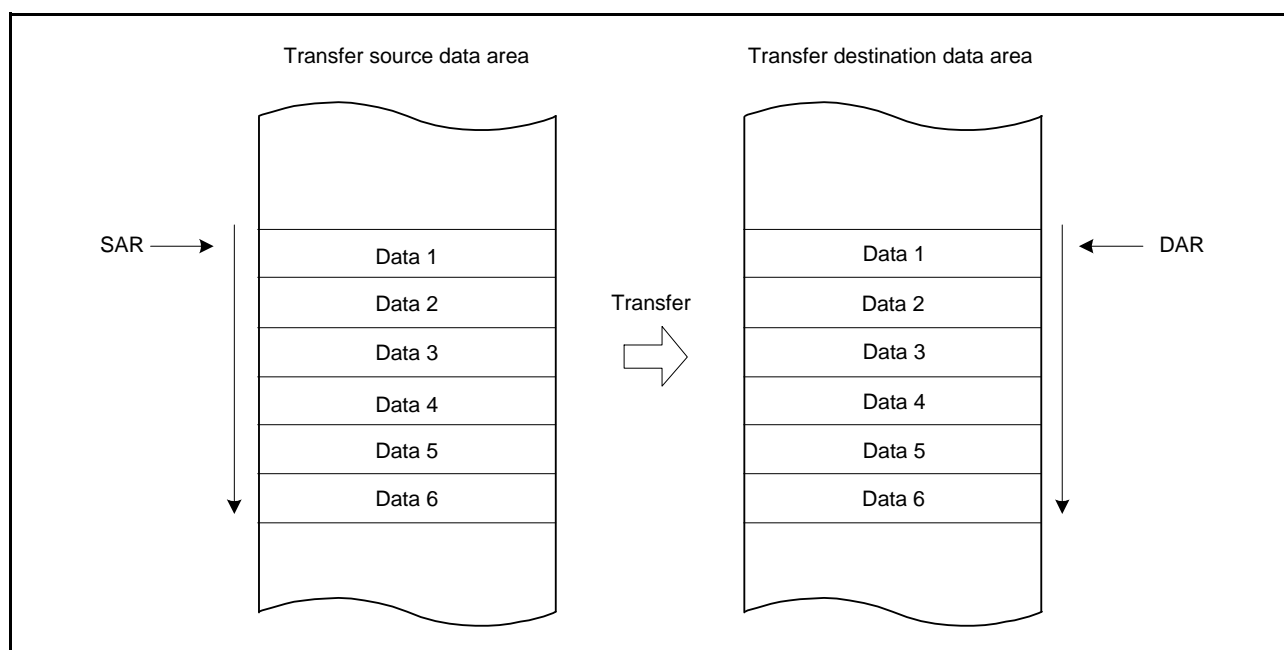 Transfer source data area
Transfer destination data area
SAR
Data 1
Data 2
Data 3
Data 4
Data 5
Data 6
Transfer
Data 1
Data 2
Data 3
Data 4
Data 5
Data 6
DAR